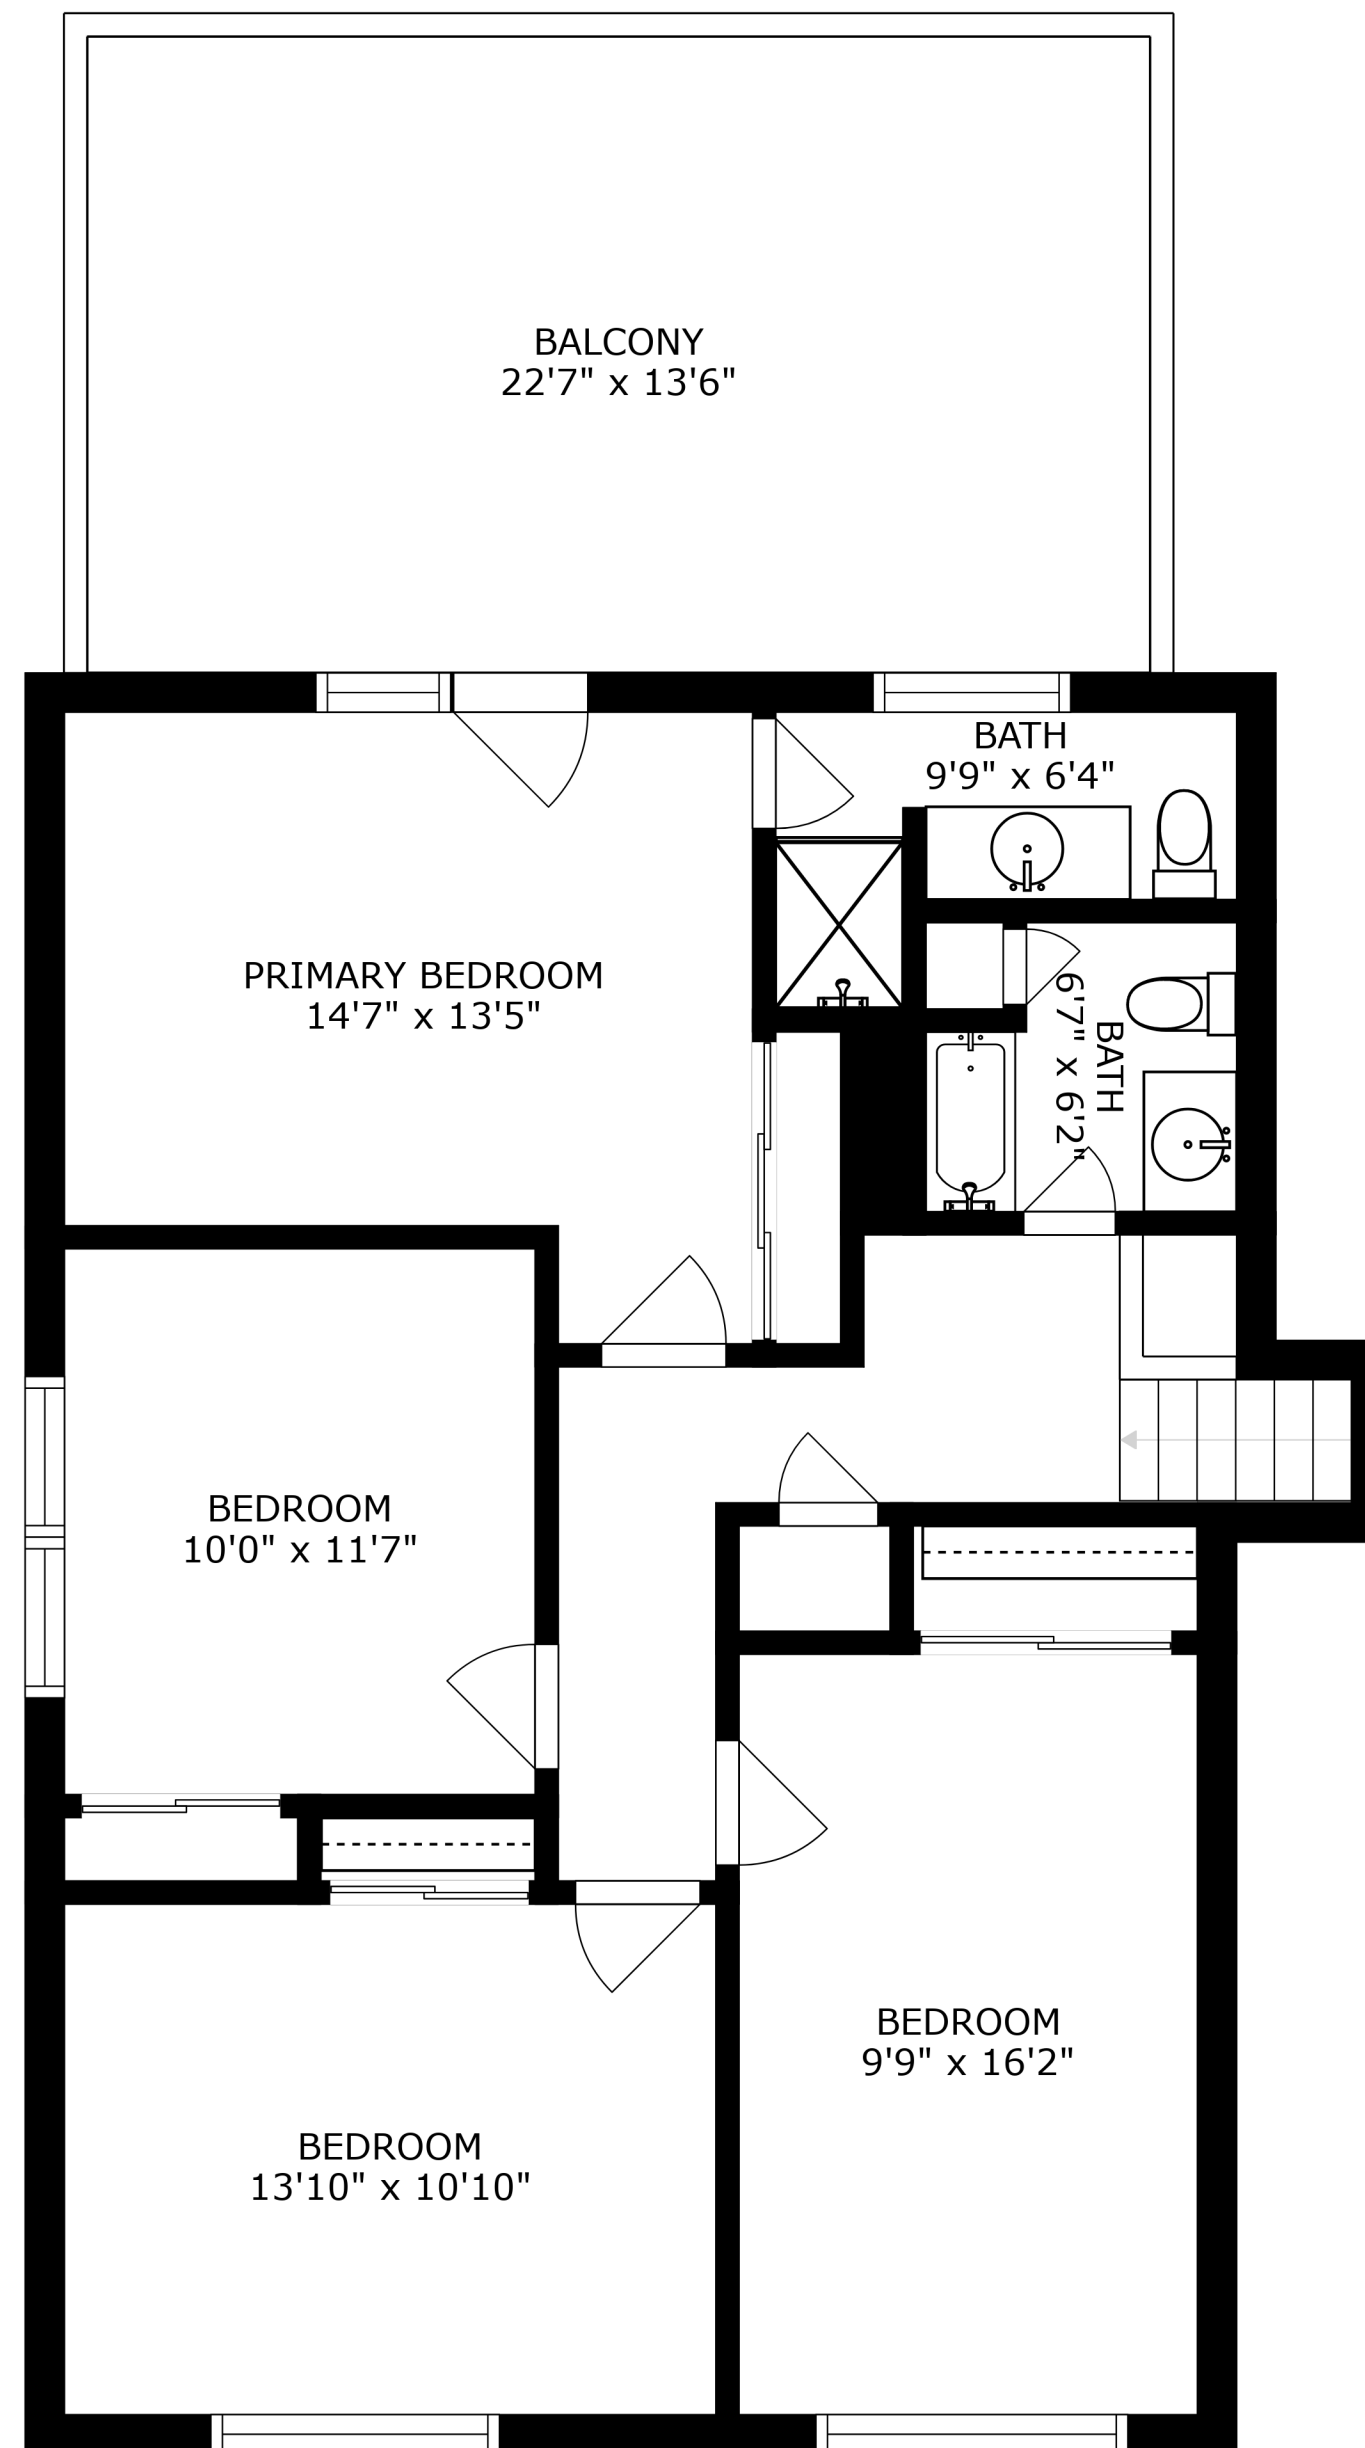 BALCONY
22'7" x 13'6"
BATH
9'9" x 6'4"
PRIMARY BEDROOM
14'7" x 13'5"
BATH
6'7" x 6'2"
BEDROOM
10'0" x 11'7"
BEDROOM
9'9" x 16'2"
BEDROOM
13'10" x 10'10"